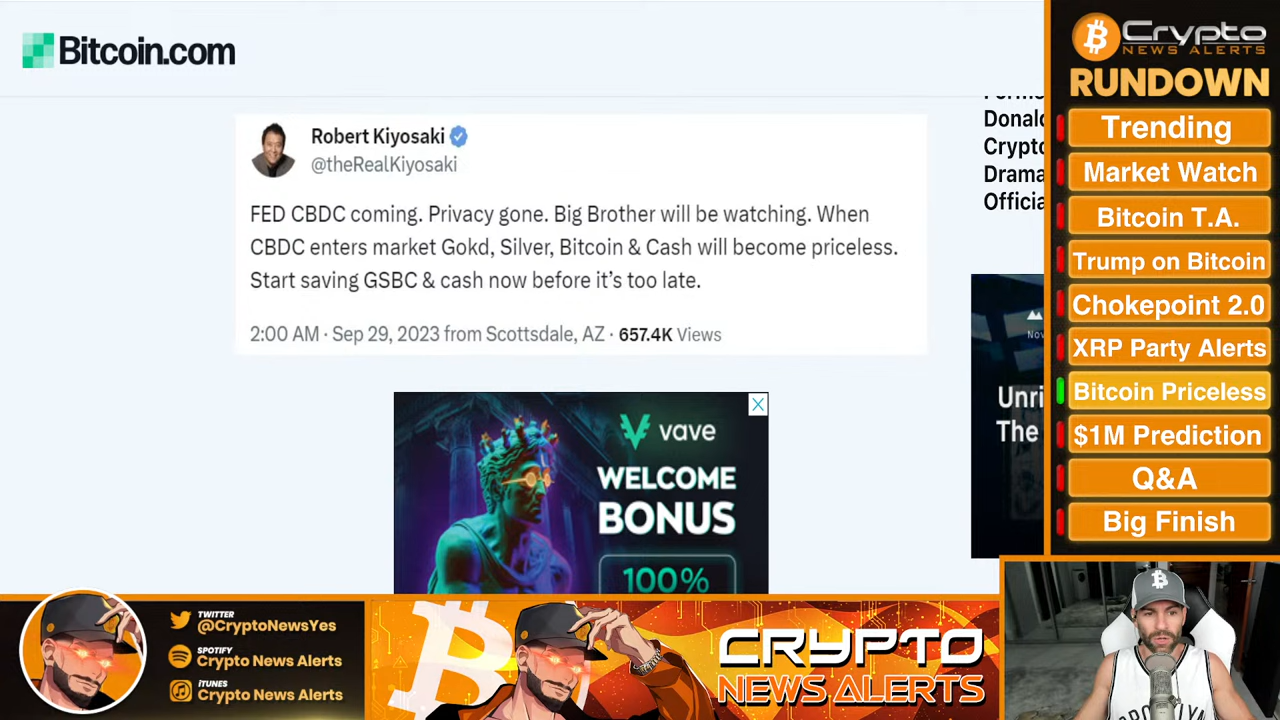 Bitcoin.com
Robert Kiyosaki
@theRealKiyosaki
FED CBDC coming. Privacy gone. Big Brother will be watching. When
CBDC enters market Gokd, Silver, Bitcoin & Cash will become priceless.
Start saving GSBC & cash now before it's too late.
2:00 AM · Sep 29, 2023 from Scottsdale, AZ · 657.4K Views
Donald
Crypto
Drama
Officia
Nov
Unri
The
vave
WELCOME
BONUS
100%
Crypto
NEWS ALERTS
RUNDOWN
Trending
Market Watch
Bitcoin T.A.
Trump on Bitcoin
Chokepoint 2.0
XRP Party Alerts
Bitcoin Priceless
$1M Prediction
Q&A
Big Finish
TWITTER
@CryptoNewsYes
SPOTIFY
Crypto News Alerts
iTUNES
Crypto News Alerts
CRYPTO
NEWS ALERTS